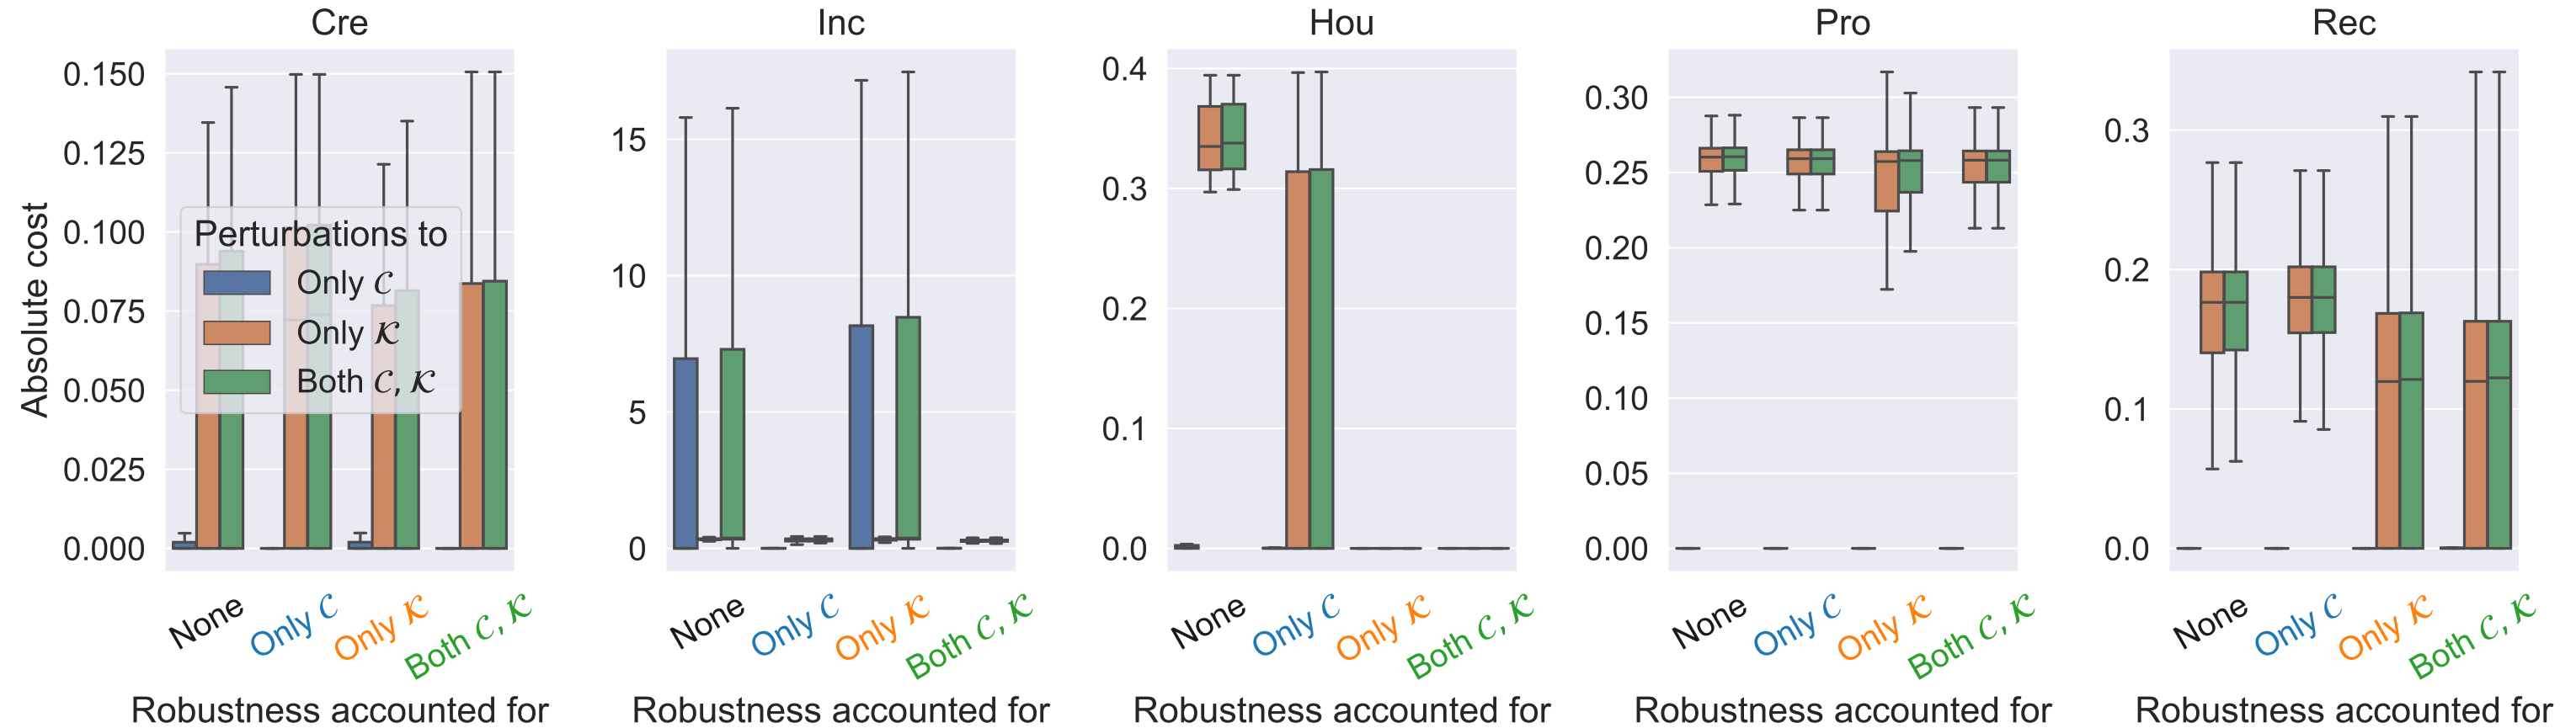 Cre
Inc
Hou
Pro
Rec
Absolute cost
0.150
0.125
0.100
0.075
0.050
0.025
0.000
Perturbations to
Only 𝒞
Only 𝒦
Both 𝒞, 𝒦
None
Only 𝒞
Only 𝒦
Both 𝒞, 𝒦
Robustness accounted for
15
10
5
0
None
Only 𝒞
Only 𝒦
Both 𝒞, 𝒦
Robustness accounted for
0.4
0.3
0.2
0.1
0.0
None
Only 𝒞
Only 𝒦
Both 𝒞, 𝒦
Robustness accounted for
0.30
0.25
0.20
0.15
0.10
0.05
0.00
None
Only 𝒞
Only 𝒦
Both 𝒞, 𝒦
Robustness accounted for
0.3
0.2
0.1
0.0
None
Only 𝒞
Only 𝒦
Both 𝒞, 𝒦
Robustness accounted for